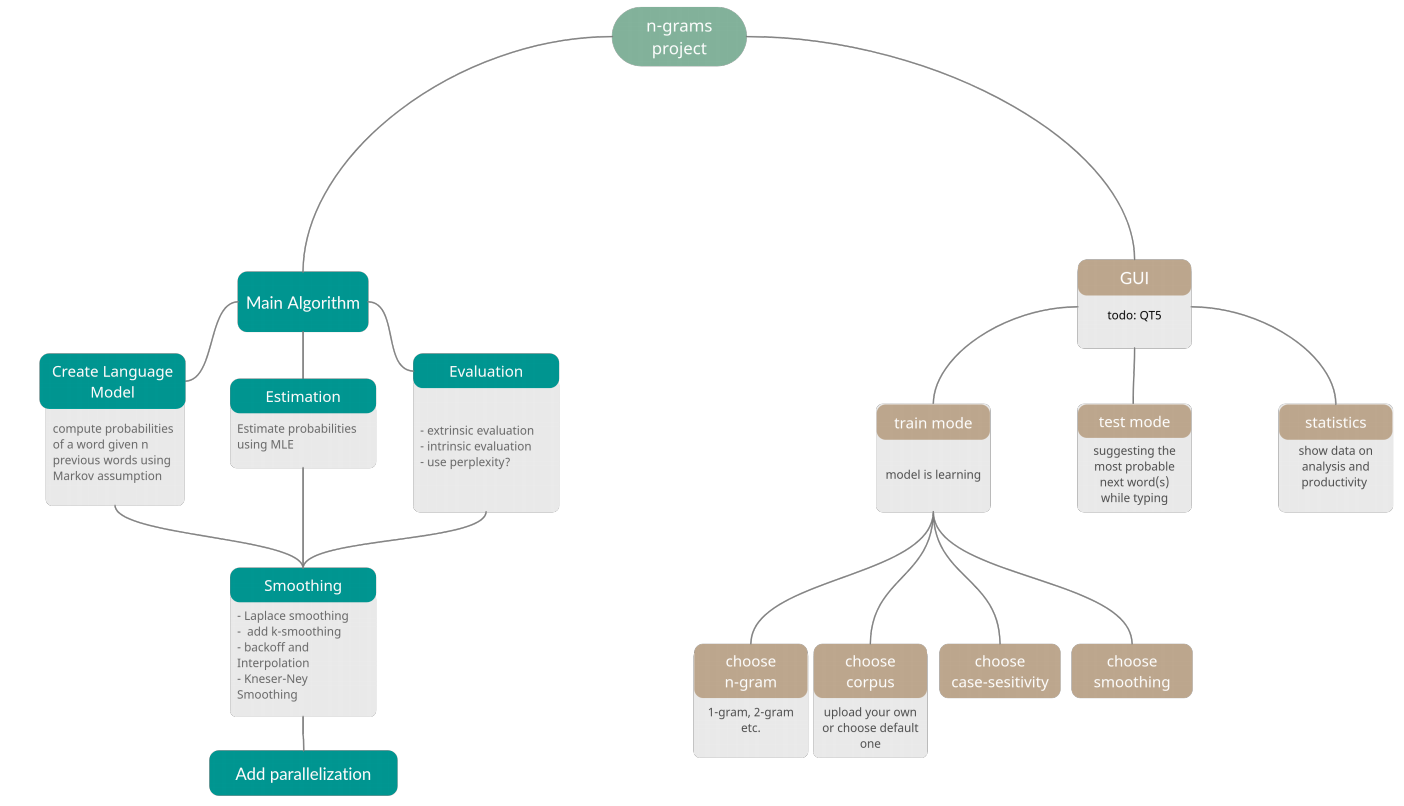 n-grams
project
Main Algorithm
Create Language
Model
compute probabilities
of a word given n
previous words using
Markov assumption
Estimation
Estimate probabilities
using MLE
Evaluation
- extrinsic evaluation
- intrinsic evaluation
- use perplexity?
Smoothing
- Laplace smoothing
-  add k-smoothing
- backoff and
Interpolation
- Kneser-Ney
Smoothing
Add parallelization
GUI
todo: QT5
train mode
model is learning
test mode
suggesting the
most probable
next word(s)
while typing
statistics
show data on
analysis and
productivity
choose
n-gram
1-gram, 2-gram
etc.
choose
corpus
upload your own
or choose default
one
choose
case-sesitivity
choose
smoothing